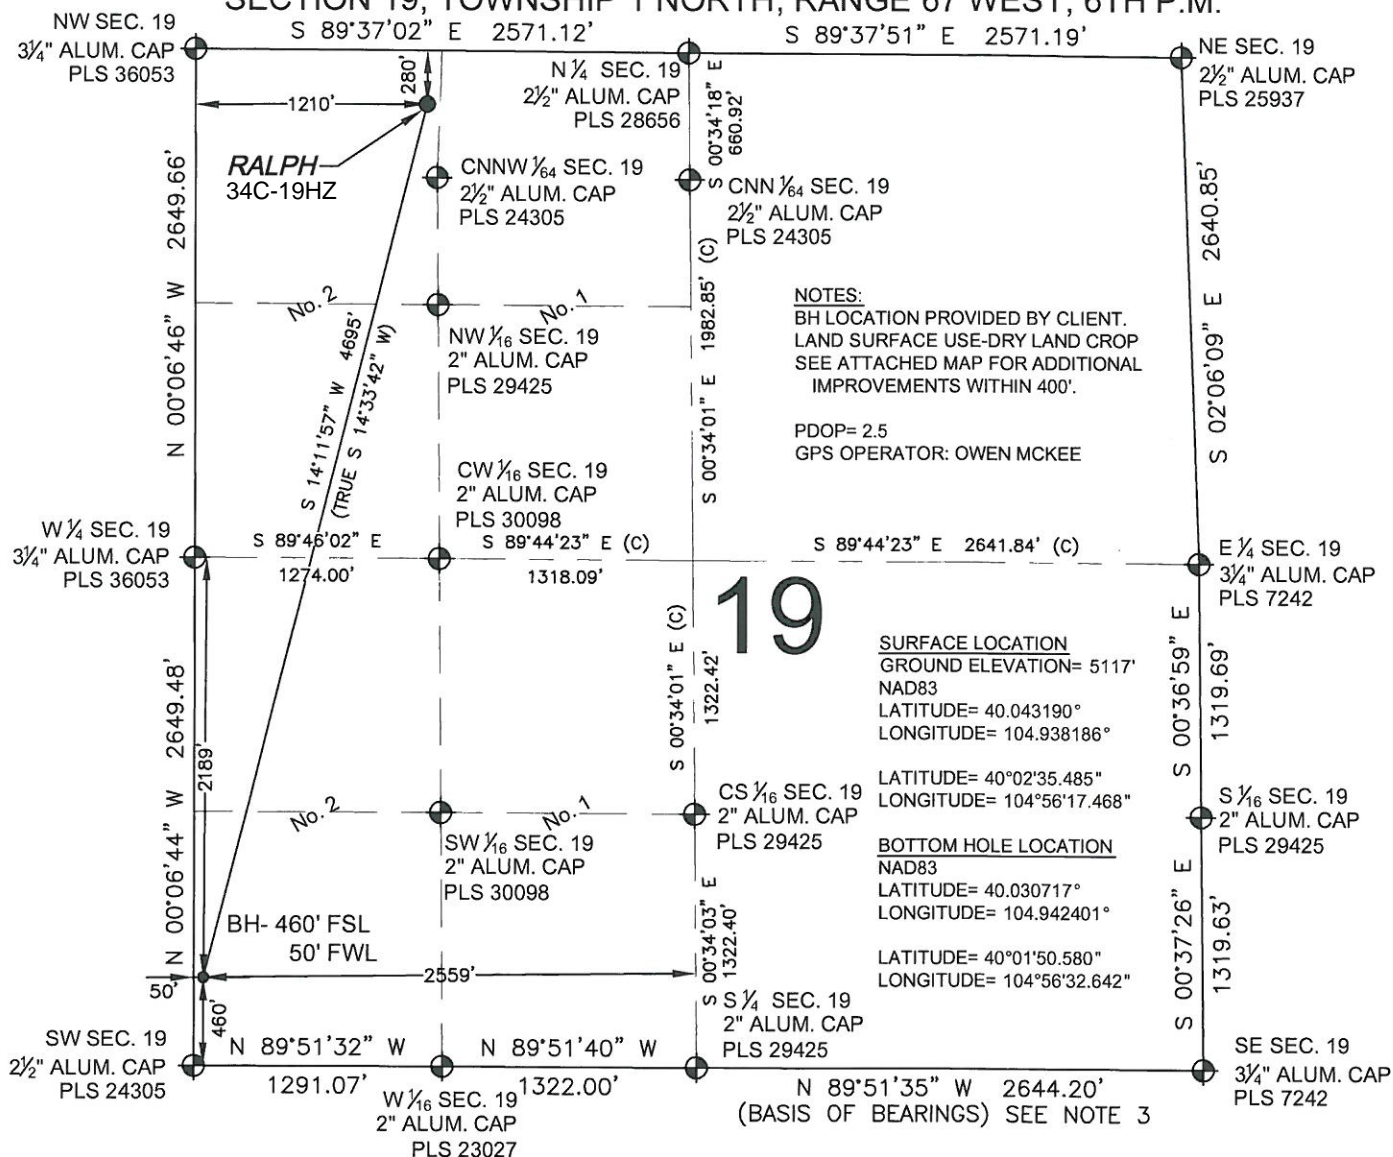 SECTION 19, TOWNSHIP 1 NORTH, RANGE 67 WEST, 6TH P.M.
NW SEC. 19
3¼" ALUM. CAP
PLS 36053
S 89°37'02" E 2571.12'
S 89°37'51" E 2571.19'
NE SEC. 19
2½" ALUM. CAP
PLS 25937
N ¼ SEC. 19
2½" ALUM. CAP
PLS 28656
280'
1210'
S 00°34'18" E
660.92'
RALPH
34C-19HZ
CNNW 1/64 SEC. 19
2½" ALUM. CAP
PLS 24305
CNN 1/64 SEC. 19
2½" ALUM. CAP
PLS 24305
N 00°06'46" W 2649.66'
S 02°06'09" E 2640.85'
No. 2
No. 1
NW 1/16 SEC. 19
2" ALUM. CAP
PLS 29425
S 00°34'01" E 1982.85' (C)
NOTES:
BH LOCATION PROVIDED BY CLIENT.
LAND SURFACE USE-DRY LAND CROP
SEE ATTACHED MAP FOR ADDITIONAL
IMPROVEMENTS WITHIN 400'.
PDOP= 2.5
GPS OPERATOR: OWEN MCKEE
S 14°11'57" W 4695'
(TRUE S 14°33'42" W)
CW 1/16 SEC. 19
2" ALUM. CAP
PLS 30098
W ¼ SEC. 19
3¼" ALUM. CAP
PLS 36053
S 89°46'02" E
1274.00'
S 89°44'23" E (C)
1318.09'
S 89°44'23" E 2641.84' (C)
E ¼ SEC. 19
3¼" ALUM. CAP
PLS 7242
19
S 00°34'01" E (C)
1322.42'
SURFACE LOCATION
GROUND ELEVATION= 5117'
NAD83
LATITUDE= 40.043190°
LONGITUDE= 104.938186°
LATITUDE= 40°02'35.485"
LONGITUDE= 104°56'17.468"
S 00°36'59" E
1319.69'
N 00°06'44" W 2649.48'
2189'
No. 2
No. 1
SW 1/16 SEC. 19
2" ALUM. CAP
PLS 30098
CS 1/16 SEC. 19
2" ALUM. CAP
PLS 29425
S 1/16 SEC. 19
2" ALUM. CAP
PLS 29425
BOTTOM HOLE LOCATION
NAD83
LATITUDE= 40.030717°
LONGITUDE= 104.942401°
LATITUDE= 40°01'50.580"
LONGITUDE= 104°56'32.642"
BH- 460' FSL
50' FWL
2559'
50'
460'
S 00°34'03" E
1322.40'
S 00°37'26" E
1319.63'
S ¼ SEC. 19
2" ALUM. CAP
PLS 29425
SW SEC. 19
2½" ALUM. CAP
PLS 24305
N 89°51'32" W
1291.07'
N 89°51'40" W
1322.00'
W 1/16 SEC. 19
2" ALUM. CAP
PLS 23027
N 89°51'35" W 2644.20'
(BASIS OF BEARINGS) SEE NOTE 3
SE SEC. 19
3¼" ALUM. CAP
PLS 7242